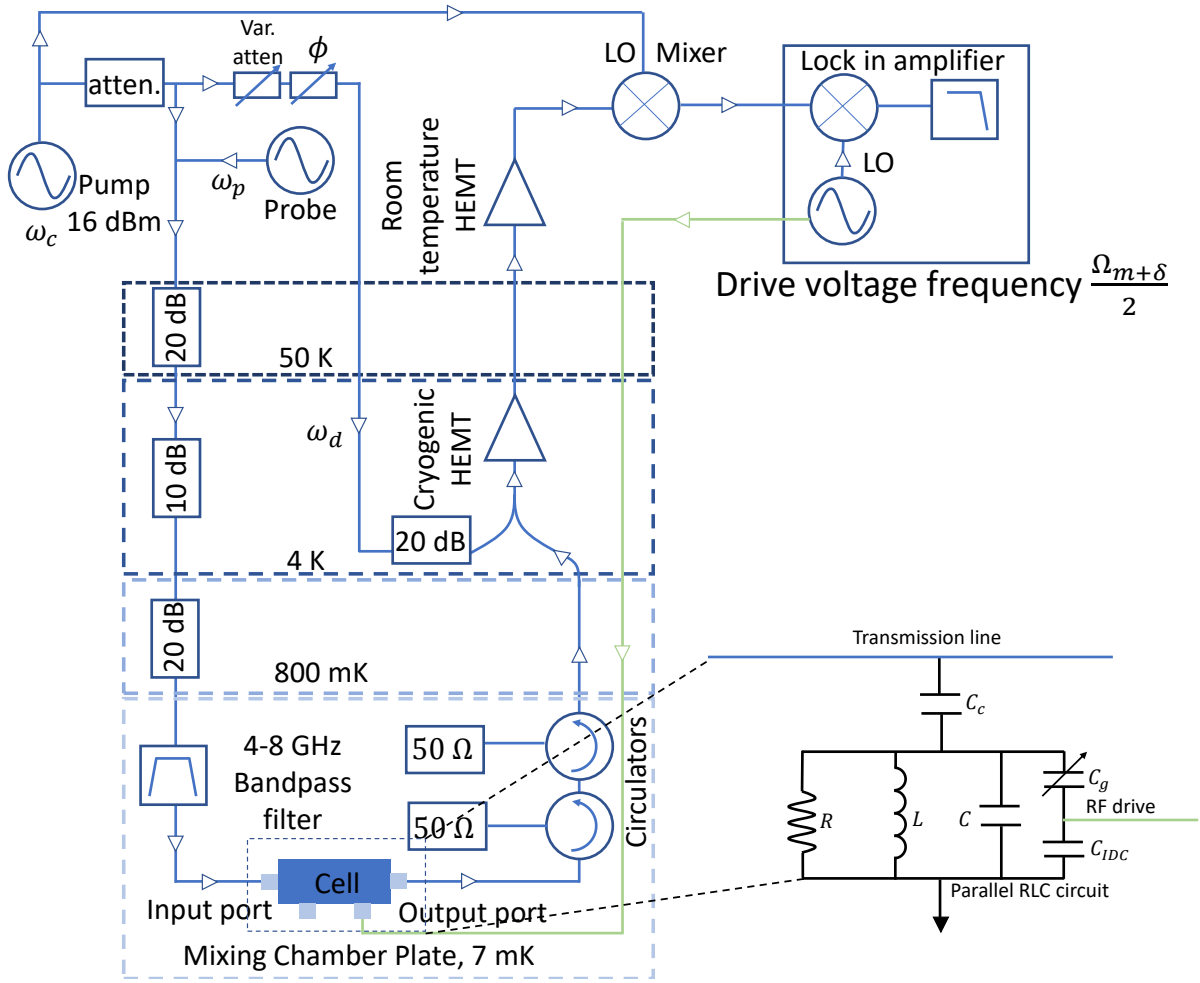 Var.
atten
ϕ
LO
Mixer
Lock in amplifier
atten.
LO
Pump
16 dBm
ω_c
ω_p
Probe
Room
temperature
HEMT
Drive voltage frequency Ω_{m+δ}/2
20 dB
50 K
10 dB
ω_d
Cryogenic
HEMT
20 dB
4 K
20 dB
800 mK
Transmission line
C_c
4-8 GHz
Bandpass
filter
50 Ω
50 Ω
Circulators
R
L
C
C_g
RF drive
C_{IDC}
Parallel RLC circuit
Cell
Input port
Output port
Mixing Chamber Plate, 7 mK